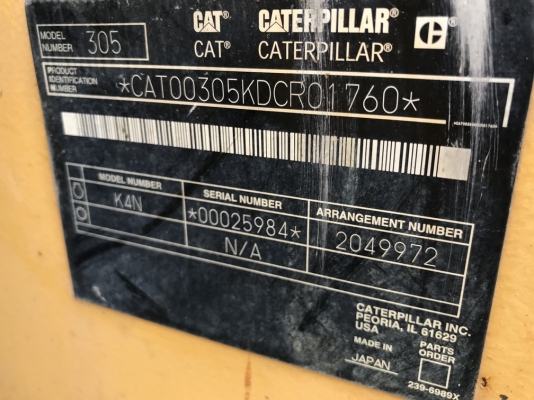 MODEL NUMBER 305
CAT CATERPILLAR C
CAT® CATERPILLAR®
PRODUCT IDENTIFICATION NUMBER *CAT00305KDCR01760*
MODEL NUMBER SERIAL NUMBER ARRANGEMENT NUMBER
K4N *00025984* 2049972
N/A
CATERPILLAR INC.
PEORIA, IL 61629
USA
MADE IN PARTS ORDER
JAPAN
239-6989X